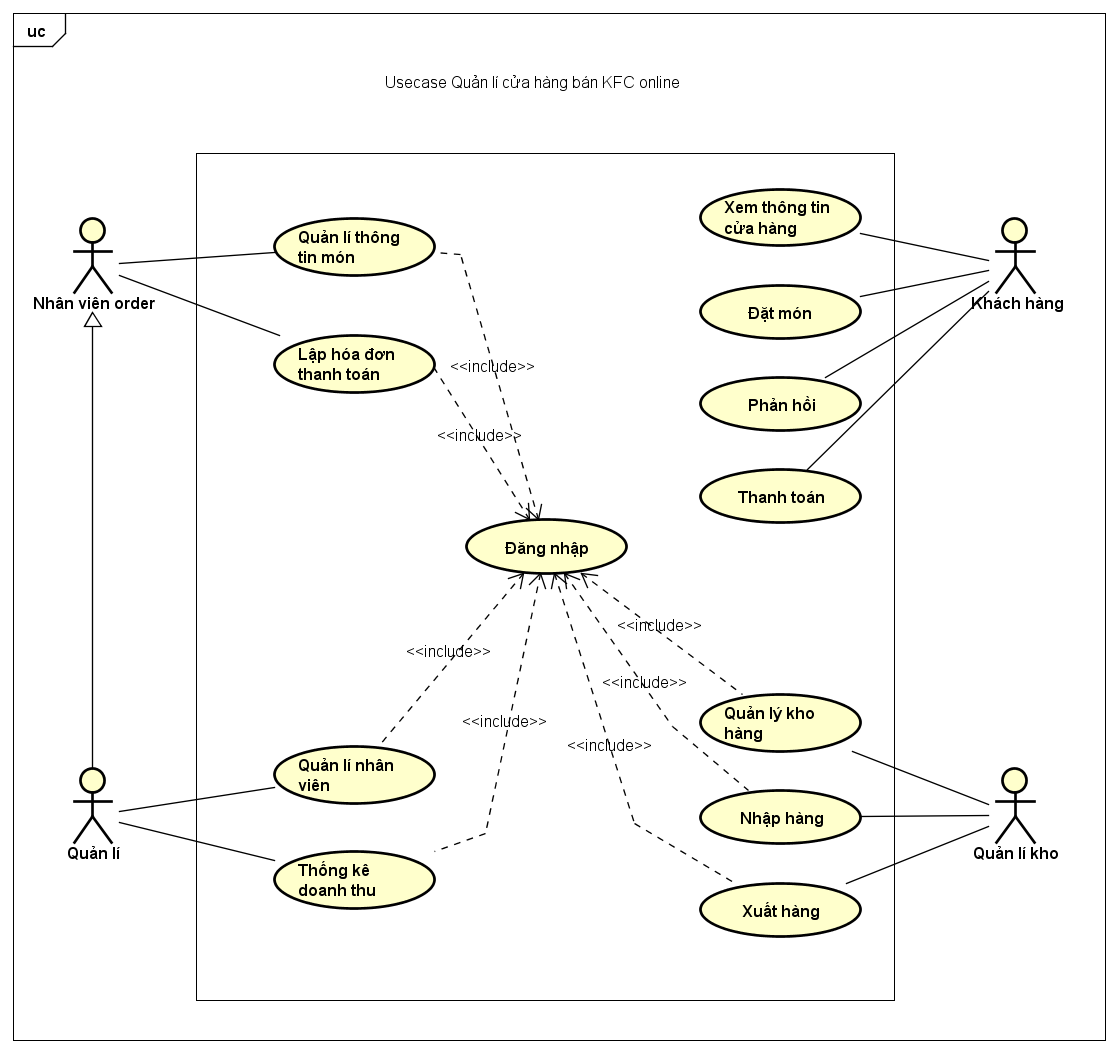 uc
Usecase Quản lí cửa hàng bán KFC online
Nhân viên order
Quản lí thông
tin món
Lập hóa đơn
thanh toán
<<include>>
<<include>>
Xem thông tin
cửa hàng
Đặt món
Phản hồi
Thanh toán
Khách hàng
Đăng nhập
<<include>>
<<include>>
<<include>>
<<include>>
<<include>>
Quản lí
Quản lí nhân
viên
Thống kê
doanh thu
Quản lý kho
hàng
Nhập hàng
Xuất hàng
Quản lí kho